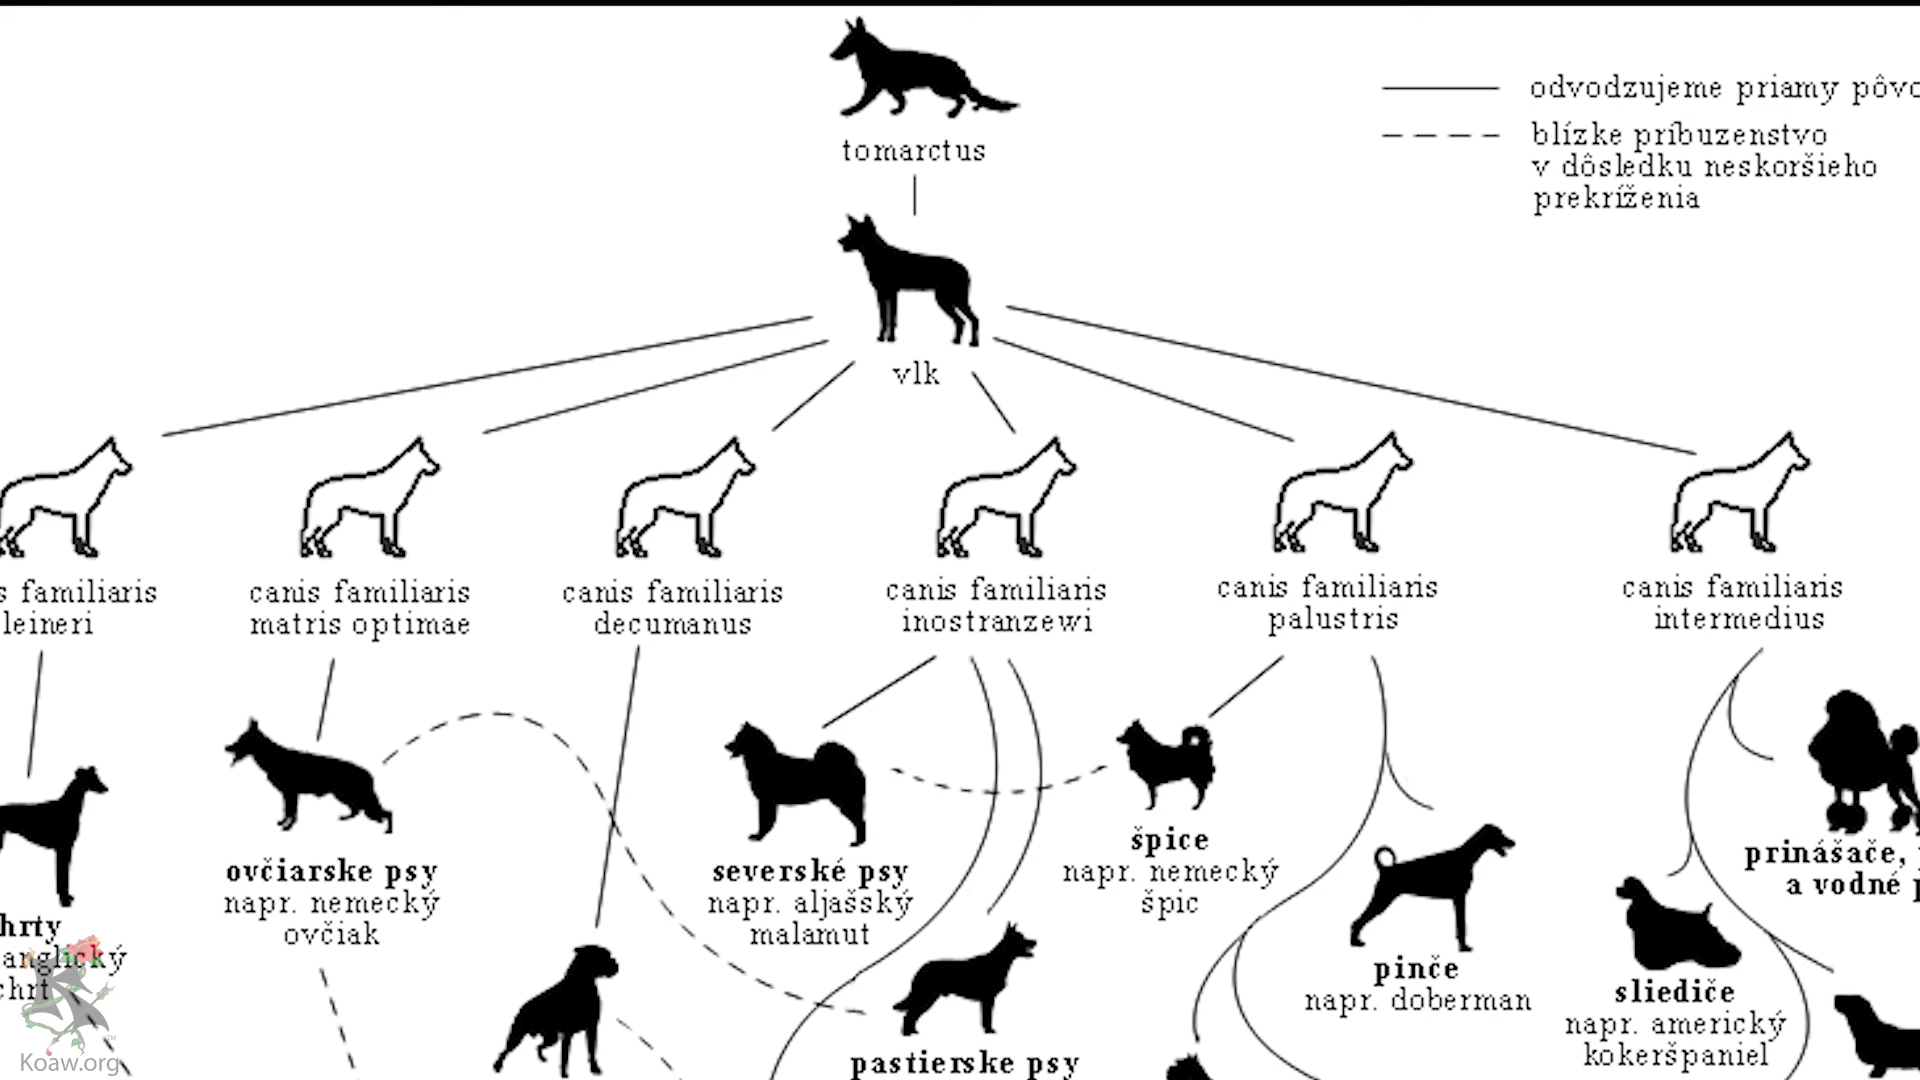 tomarctus
odvodzujeme priamy
blízke príbuzenstvo
v dôsledku neskoršieho
prekríženia
vlk
familiaris
leineri
canis familiaris
matris optimae
canis familiaris
decumanus
canis familiaris
inostranzewi
canis familiaris
palustris
canis familiaris
intermedius
ovčiarske psy
napr. nemecký
ovčiak
severské psy
napr. aljašský
malamut
špice
napr. nemecký
špic
prinášače,
a vodné
anglický
chrt
pinče
napr. doberman
sliediče
napr. americký
kokeršpaniel
pastierske psy
Koaw.org